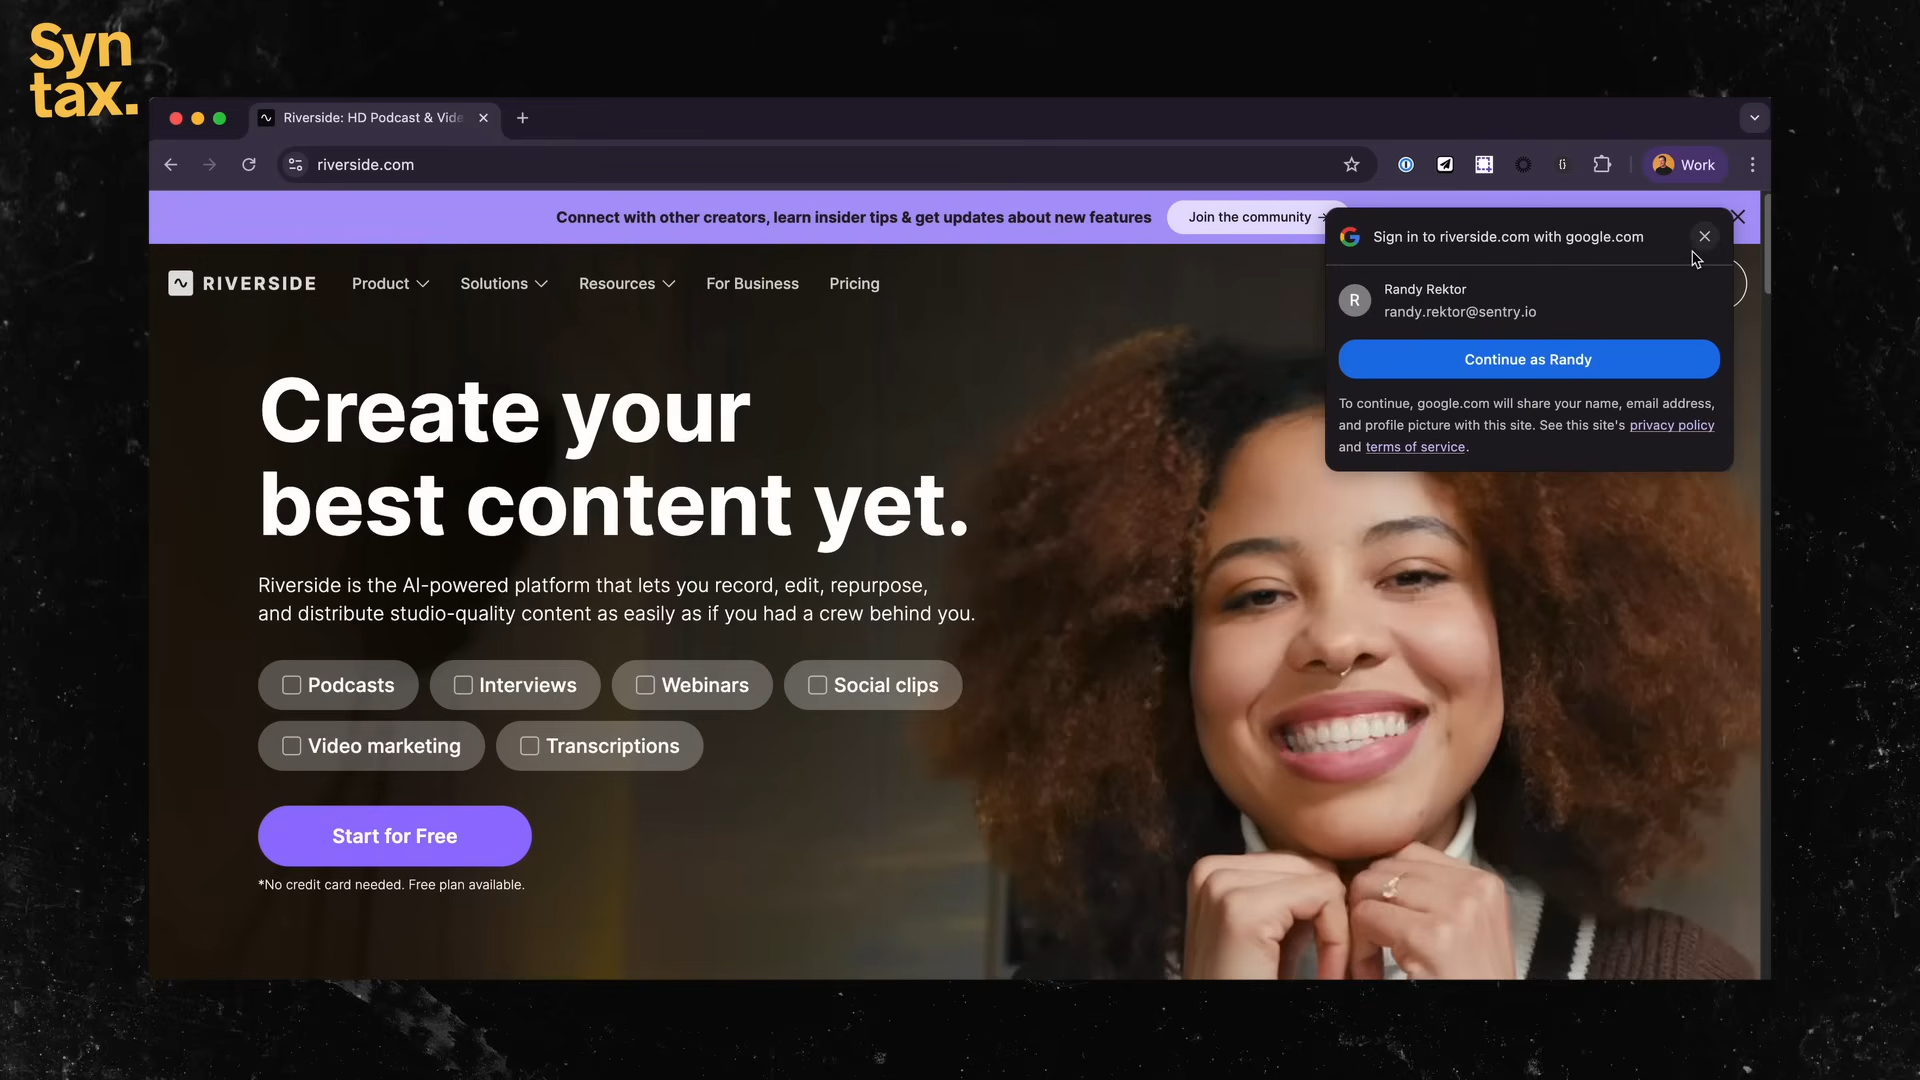 Syn
tax.
Riverside: HD Podcast & Vide
riverside.com
Work
Connect with other creators, learn insider tips & get updates about new features
Join the community →
Sign in to riverside.com with google.com
R
Randy Rektor
randy.rektor@sentry.io
Continue as Randy
To continue, google.com will share your name, email address,
and profile picture with this site. See this site's privacy policy
and terms of service.
RIVERSIDE
Product
Solutions
Resources
For Business
Pricing
Create your
best content yet.
Riverside is the AI-powered platform that lets you record, edit, repurpose,
and distribute studio-quality content as easily as if you had a crew behind you.
Podcasts
Interviews
Webinars
Social clips
Video marketing
Transcriptions
Start for Free
*No credit card needed. Free plan available.